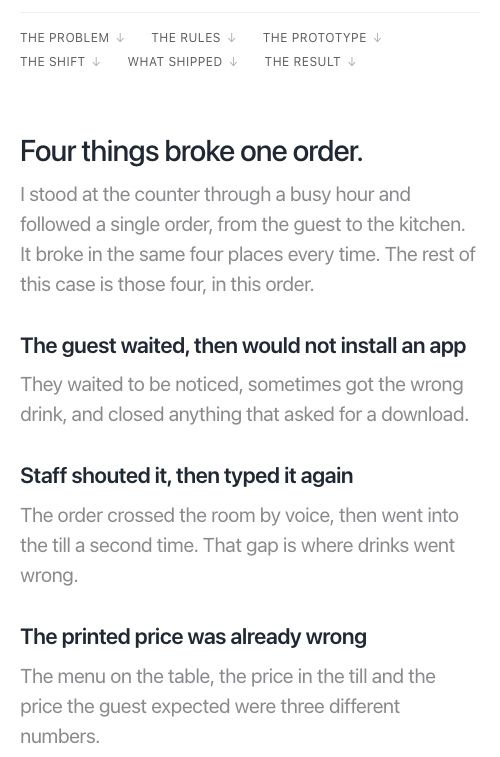 THE PROBLEM ↓ THE RULES ↓ THE PROTOTYPE ↓
THE SHIFT ↓ WHAT SHIPPED ↓ THE RESULT ↓
Four things broke one order.
I stood at the counter through a busy hour and
followed a single order, from the guest to the kitchen.
It broke in the same four places every time. The rest of
this case is those four, in this order.
The guest waited, then would not install an app
They waited to be noticed, sometimes got the wrong
drink, and closed anything that asked for a download.
Staff shouted it, then typed it again
The order crossed the room by voice, then went into
the till a second time. That gap is where drinks went
wrong.
The printed price was already wrong
The menu on the table, the price in the till and the
price the guest expected were three different
numbers.